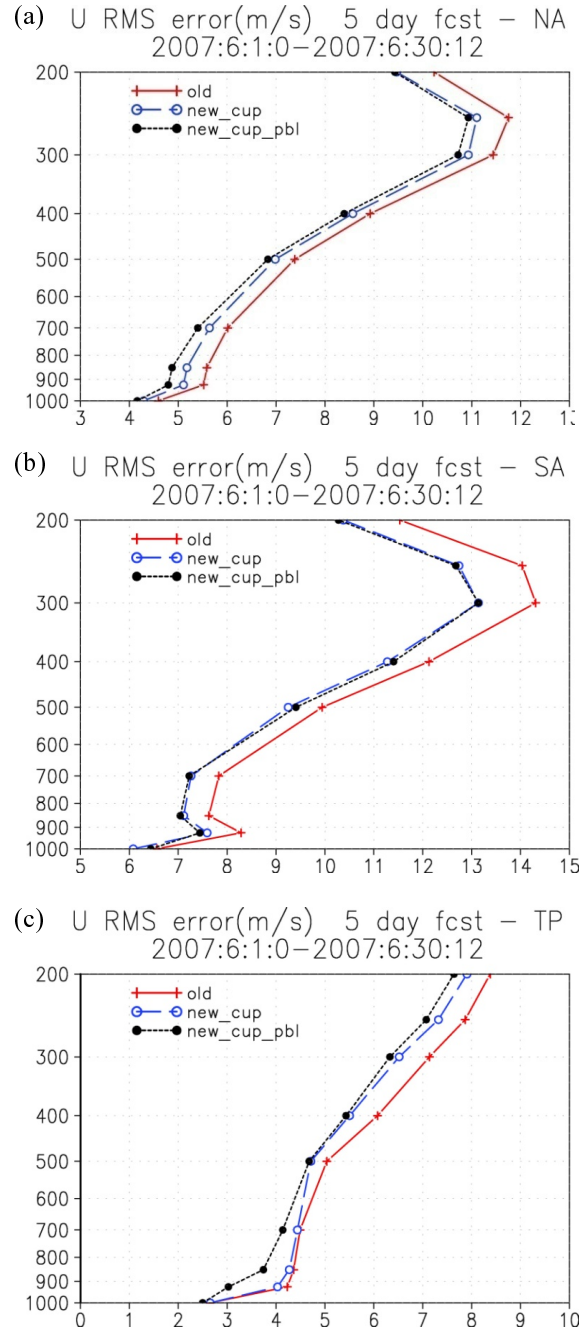 (a) U RMS error(m/s) 5 day fcst − NA
2007:6:1:0−2007:6:30:12
200
old
new_cup
300
new_cup_pbl
400
500
600
700
800
900
1000
3 4 5 6 7 8 9 10 11 12 13
(b) U RMS error(m/s) 5 day fcst − SA
2007:6:1:0−2007:6:30:12
200
old
new_cup
new_cup_pbl
300
400
500
600
700
800
900
1000
5 6 7 8 9 10 11 12 13 14 15
(c) U RMS error(m/s) 5 day fcst − TP
2007:6:1:0−2007:6:30:12
200
old
new_cup
new_cup_pbl
300
400
500
600
700
800
900
1000
0 1 2 3 4 5 6 7 8 9 10